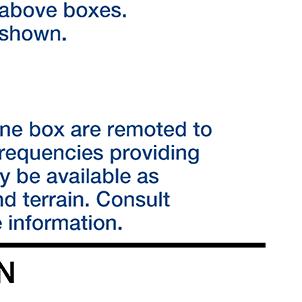 above boxes.
shown.
ne box are remoted to
requencies providing
y be available as
nd terrain. Consult
information.
N